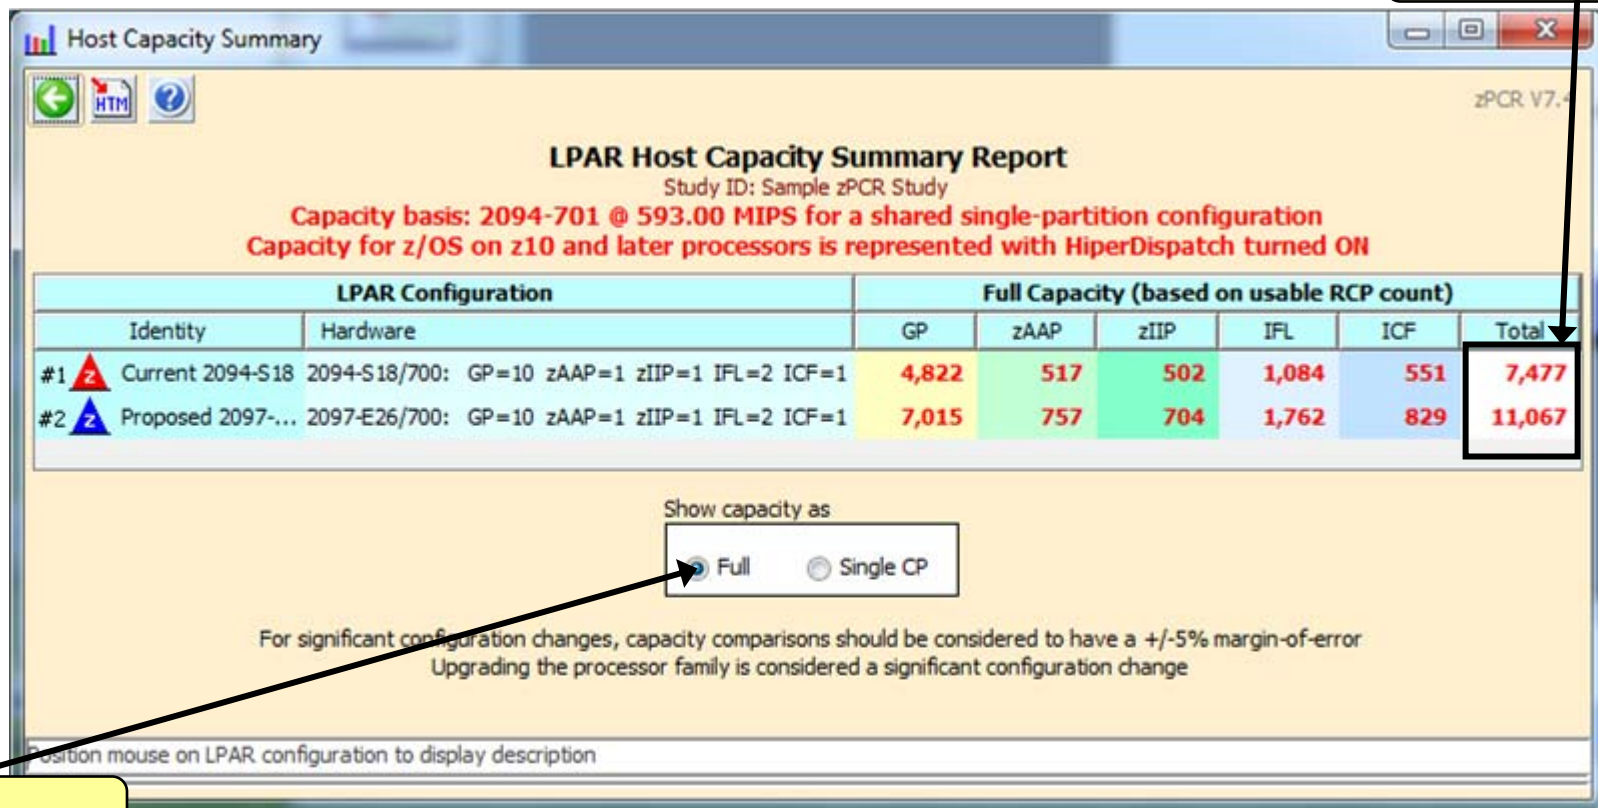 Host Capacity Summary
HTM
zPCR V7.4
LPAR Host Capacity Summary Report
Study ID: Sample zPCR Study
Capacity basis: 2094-701 @ 593.00 MIPS for a shared single-partition configuration
Capacity for z/OS on z10 and later processors is represented with HiperDispatch turned ON
LPAR Configuration Full Capacity (based on usable RCP count)
Identity Hardware GP zAAP zIIP IFL ICF Total
#1 z Current 2094-S18 2094-S18/700: GP=10 zAAP=1 zIIP=1 IFL=2 ICF=1 4,822 517 502 1,084 551 7,477
#2 z Proposed 2097-... 2097-E26/700: GP=10 zAAP=1 zIIP=1 IFL=2 ICF=1 7,015 757 704 1,762 829 11,067
Show capacity as
Full Single CP
For significant configuration changes, capacity comparisons should be considered to have a +/-5% margin-of-error
Upgrading the processor family is considered a significant configuration change
Position mouse on LPAR configuration to display description